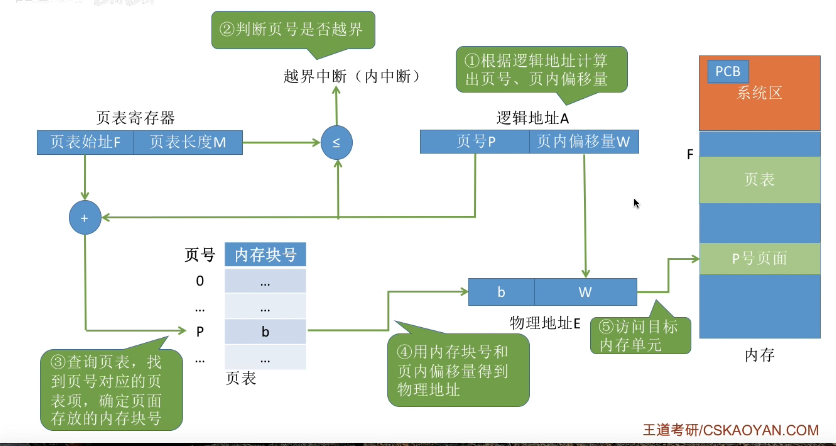 ②判断页号是否越界
越界中断（内中断）
①根据逻辑地址计算
出页号、页内偏移量
PCB
系统区
页表寄存器
页表始址F
页表长度M
≤
逻辑地址A
页号P
页内偏移量W
F
页表
+
页号
内存块号
0
...
...
...
P
b
...
...
页表
b
W
物理地址E
P号页面
内存
③查询页表，找
到页号对应的页
表项，确定页面
存放的内存块号
④用内存块号和
页内偏移量得到
物理地址
⑤访问目标
内存单元
王道考研/CSKAOYAN.COM